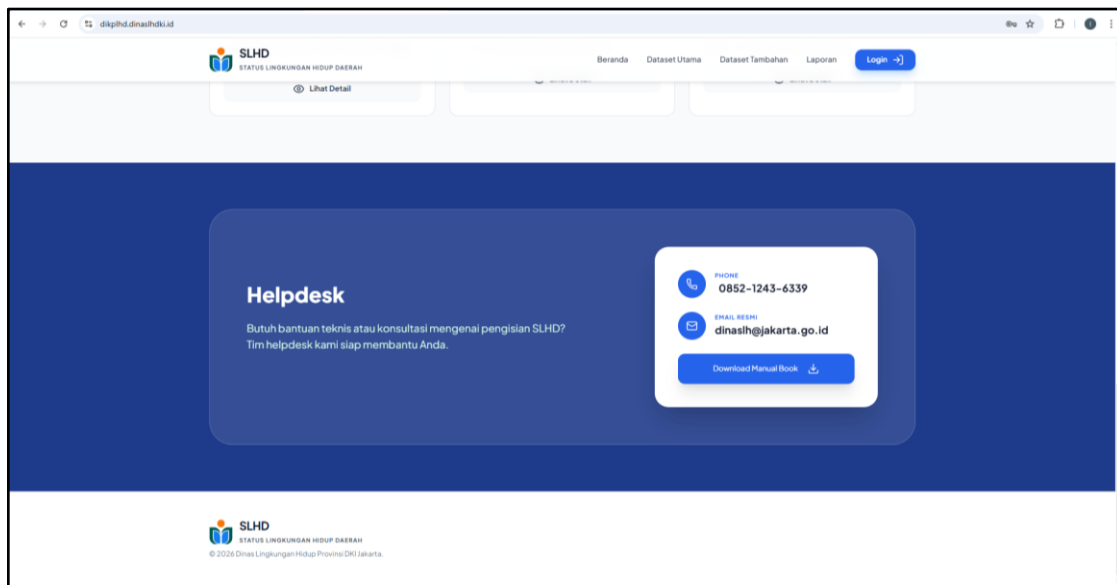 dikplhd.dinaslhdki.id
SLHD
STATUS LINGKUNGAN HIDUP DAERAH
Beranda
Dataset Utama
Dataset Tambahan
Laporan
Login
Lihat Detail
Helpdesk
Butuh bantuan teknis atau konsultasi mengenai pengisian SLHD?
Tim helpdesk kami siap membantu Anda.
PHONE
0852-1243-6339
EMAIL RESMI
dinaslh@jakarta.go.id
Download Manual Book
SLHD
STATUS LINGKUNGAN HIDUP DAERAH
© 2026 Dinas Lingkungan Hidup Provinsi DKI Jakarta.